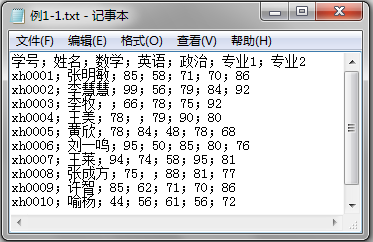 例1-1.txt - 记事本
文件(F) 编辑(E) 格式(O) 查看(V) 帮助(H)
学号;姓名;数学;英语;政治;专业1;专业2
xh0001;张明敏;85;58;71;70;86
xh0002;李慧慧;99;56;79;84;92
xh0003;李牧; ;66;78;75;92
xh0004;王美;78; ;79;90;80
xh0005;黄欣;78;84;48;78;68
xh0006;刘一鸣;95;50;85;80;76
xh0007;王莱;94;74;58;95;81
xh0008;张成方;75; ;88;81;77
xh0009;许智;85;62;71;70;86
xh0010;喻杨;44;56;61;56;72